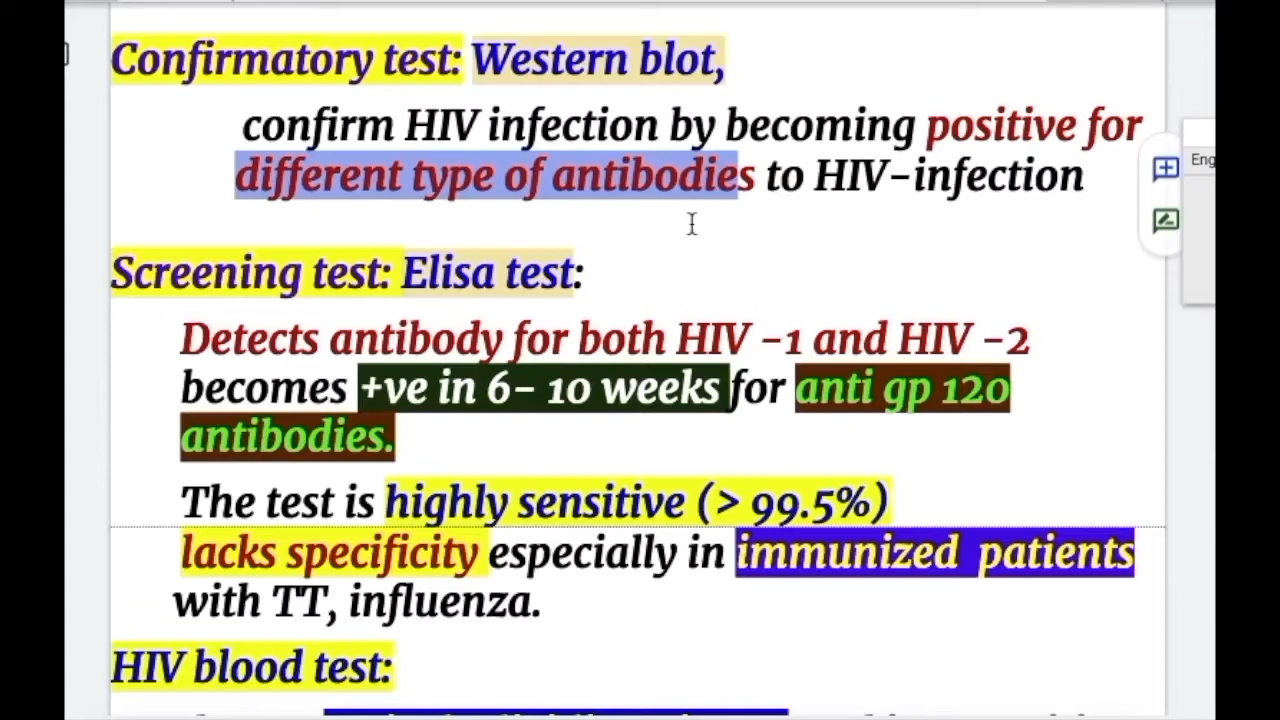 Confirmatory test: Western blot,
confirm HIV infection by becoming positive for
different type of antibodies to HIV-infection
Eng
Screening test: Elisa test:
Detects antibody for both HIV -1 and HIV -2
becomes +ve in 6- 10 weeks for anti gp 120
antibodies.
The test is highly sensitive (> 99.5%)
lacks specificity especially in immunized patients
with TT, influenza.
HIV blood test: